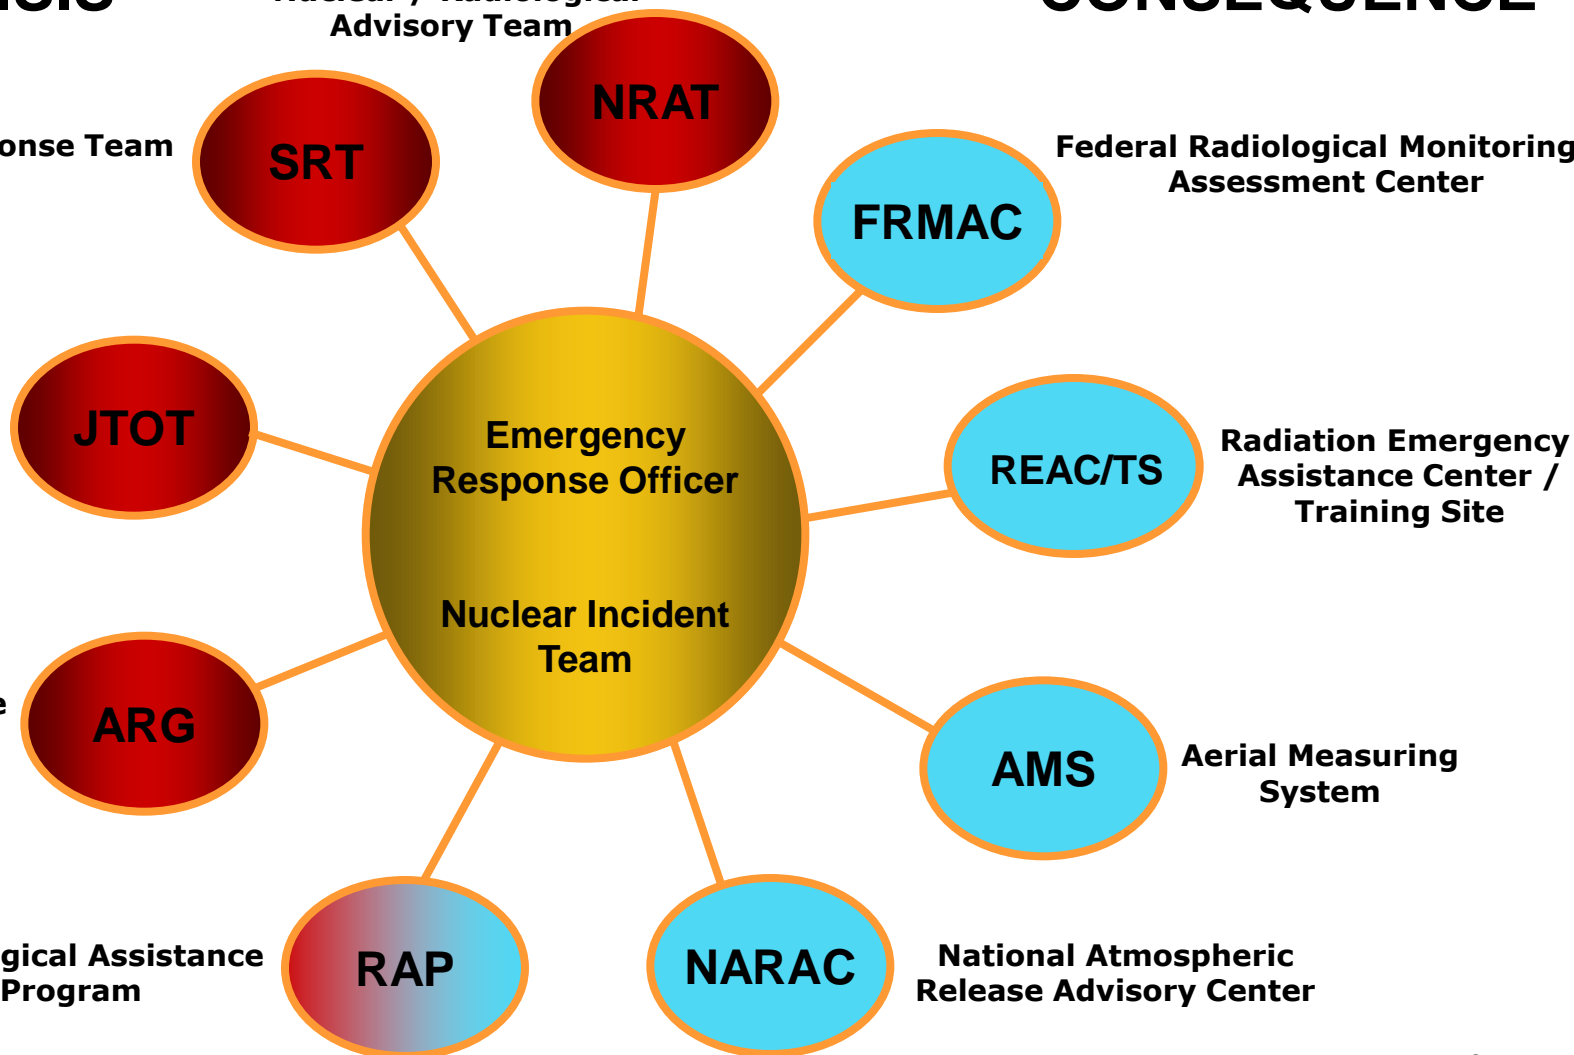 CONSEQUENCE
Advisory Team
NRAT
Team
SRT
FRMAC
Federal Radiological Monitoring
Assessment Center
JTOT
Emergency
Response Officer
Nuclear Incident
Team
REAC/TS
Radiation Emergency
Assistance Center /
Training Site
ARG
AMS
Aerial Measuring
System
Assistance
Program
RAP
NARAC
National Atmospheric
Release Advisory Center